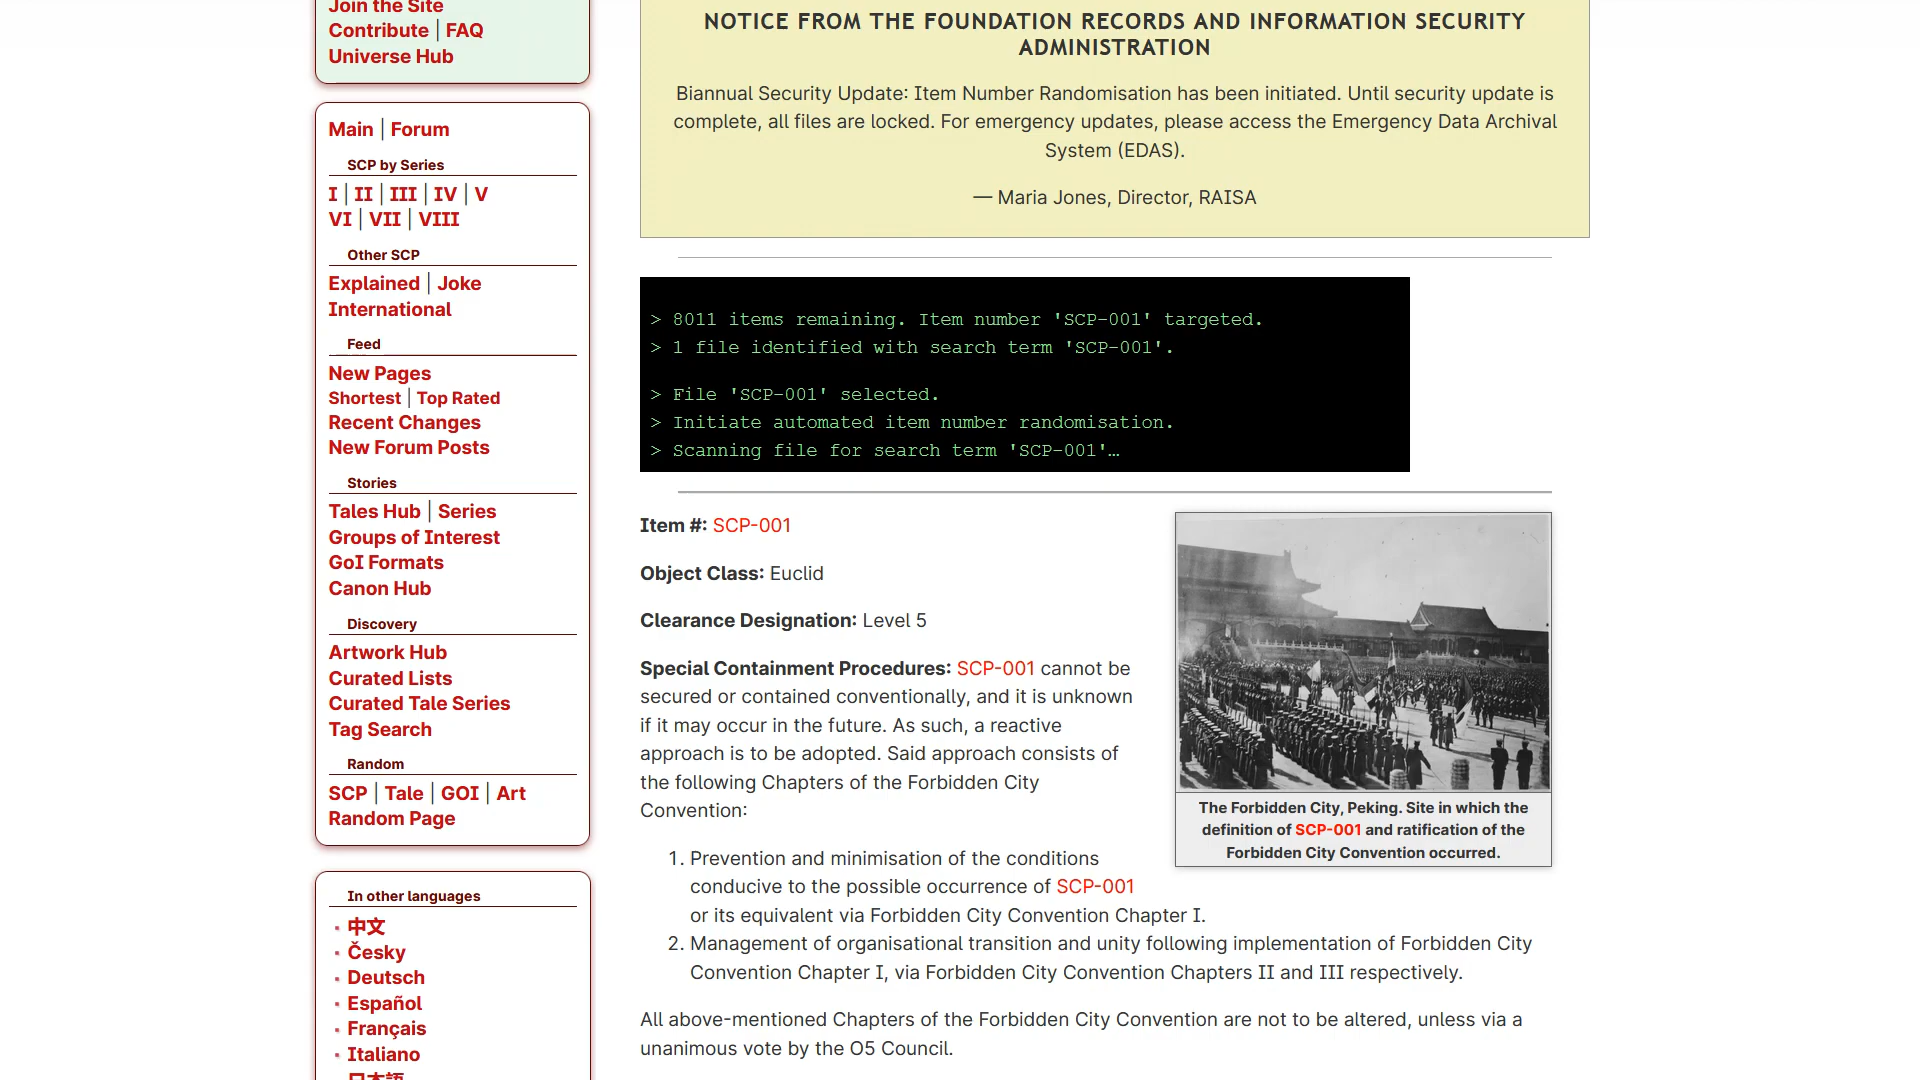 Join the Site
Contribute | FAQ
Universe Hub
Main | Forum
SCP by Series
I | II | III | IV | V
VI | VII | VIII
Other SCP
Explained | Joke
International
Feed
New Pages
Shortest | Top Rated
Recent Changes
New Forum Posts
Stories
Tales Hub | Series
Groups of Interest
GoI Formats
Canon Hub
Discovery
Artwork Hub
Curated Lists
Curated Tale Series
Tag Search
Random
SCP | Tale | GOI | Art
Random Page
In other languages
中文
Česky
Deutsch
Español
Français
Italiano
日本語
NOTICE FROM THE FOUNDATION RECORDS AND INFORMATION SECURITY
ADMINISTRATION
Biannual Security Update: Item Number Randomisation has been initiated. Until security update is
complete, all files are locked. For emergency updates, please access the Emergency Data Archival
System (EDAS).
— Maria Jones, Director, RAISA
> 8011 items remaining. Item number 'SCP-001' targeted.
> 1 file identified with search term 'SCP-001'.
> File 'SCP-001' selected.
> Initiate automated item number randomisation.
> Scanning file for search term 'SCP-001'…
Item #: SCP-001
Object Class: Euclid
Clearance Designation: Level 5
Special Containment Procedures: SCP-001 cannot be
secured or contained conventionally, and it is unknown
if it may occur in the future. As such, a reactive
approach is to be adopted. Said approach consists of
the following Chapters of the Forbidden City
Convention:
The Forbidden City, Peking. Site in which the
definition of SCP-001 and ratification of the
Forbidden City Convention occurred.
1. Prevention and minimisation of the conditions
conducive to the possible occurrence of SCP-001
or its equivalent via Forbidden City Convention Chapter I.
2. Management of organisational transition and unity following implementation of Forbidden City
Convention Chapter I, via Forbidden City Convention Chapters II and III respectively.
All above-mentioned Chapters of the Forbidden City Convention are not to be altered, unless via a
unanimous vote by the O5 Council.